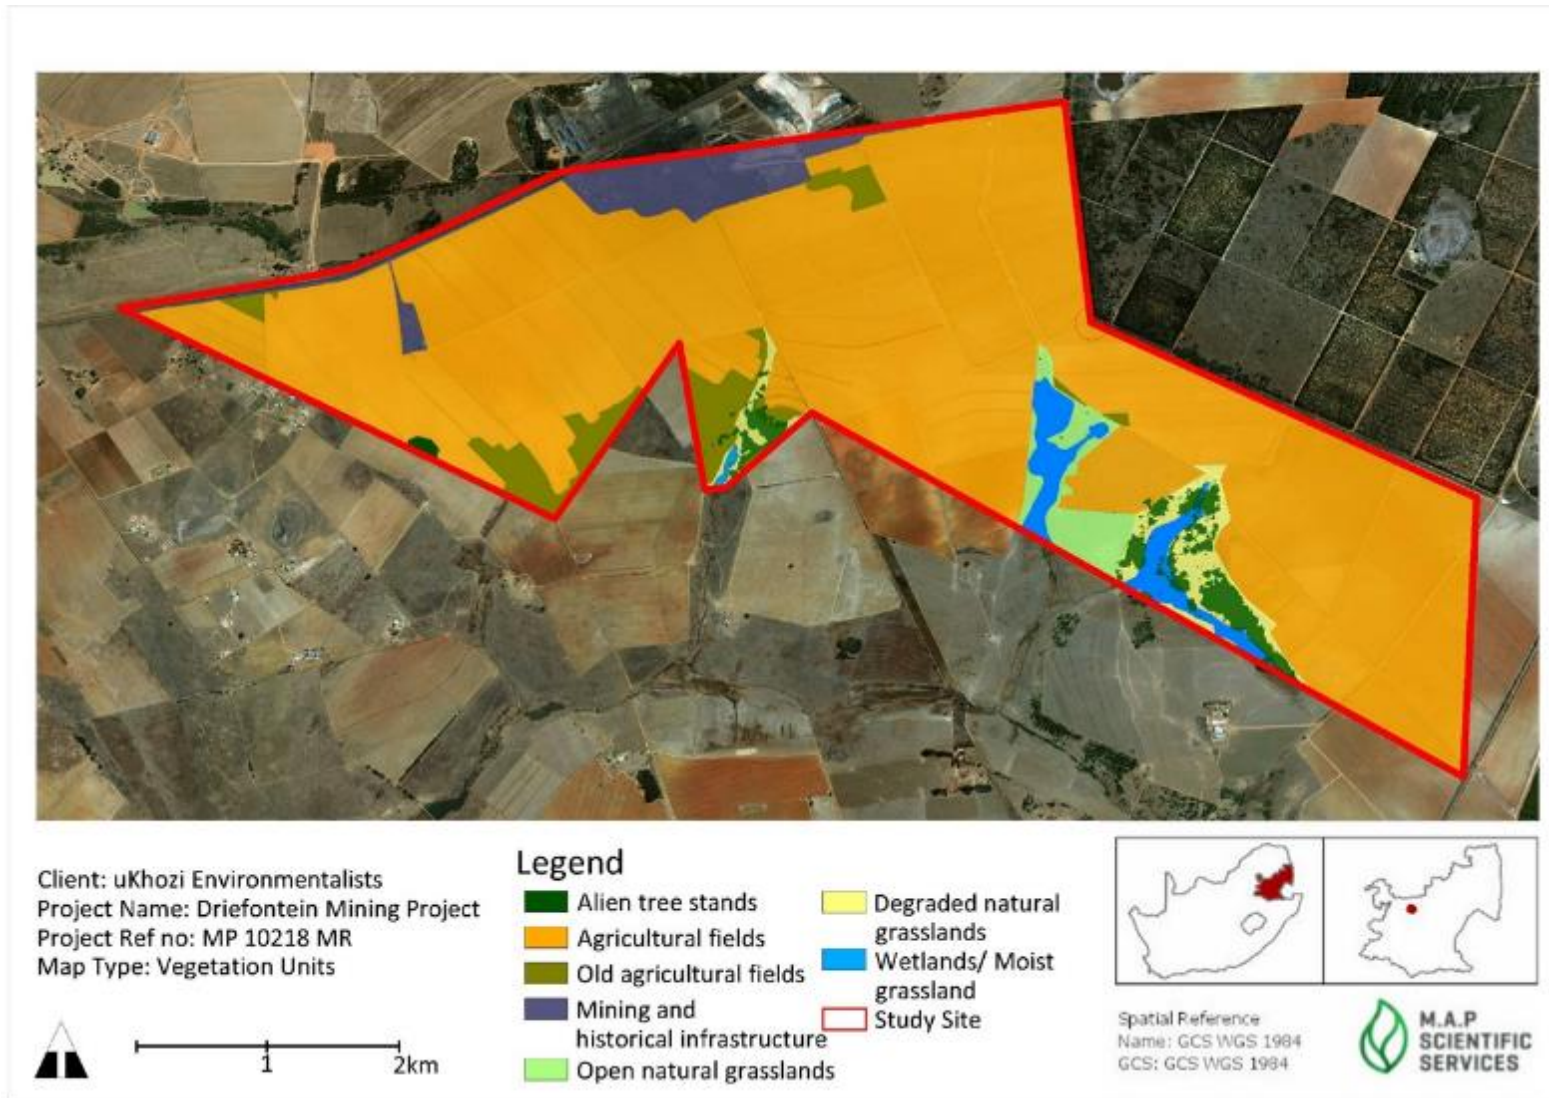 Client: uKhozi Environmentalists
Project Name: Driefontein Mining Project
Project Ref no: MP 10218 MR
Map Type: Vegetation Units
1
2km
Legend
Alien tree stands
Agricultural fields
Old agricultural fields
Mining and
historical infrastructure
Open natural grasslands
Degraded natural
grasslands
Wetlands/ Moist
grassland
Study Site
Spatial Reference
Name: GCS WGS 1984
GCS: GCS WGS 1984
M.A.P
SCIENTIFIC
SERVICES